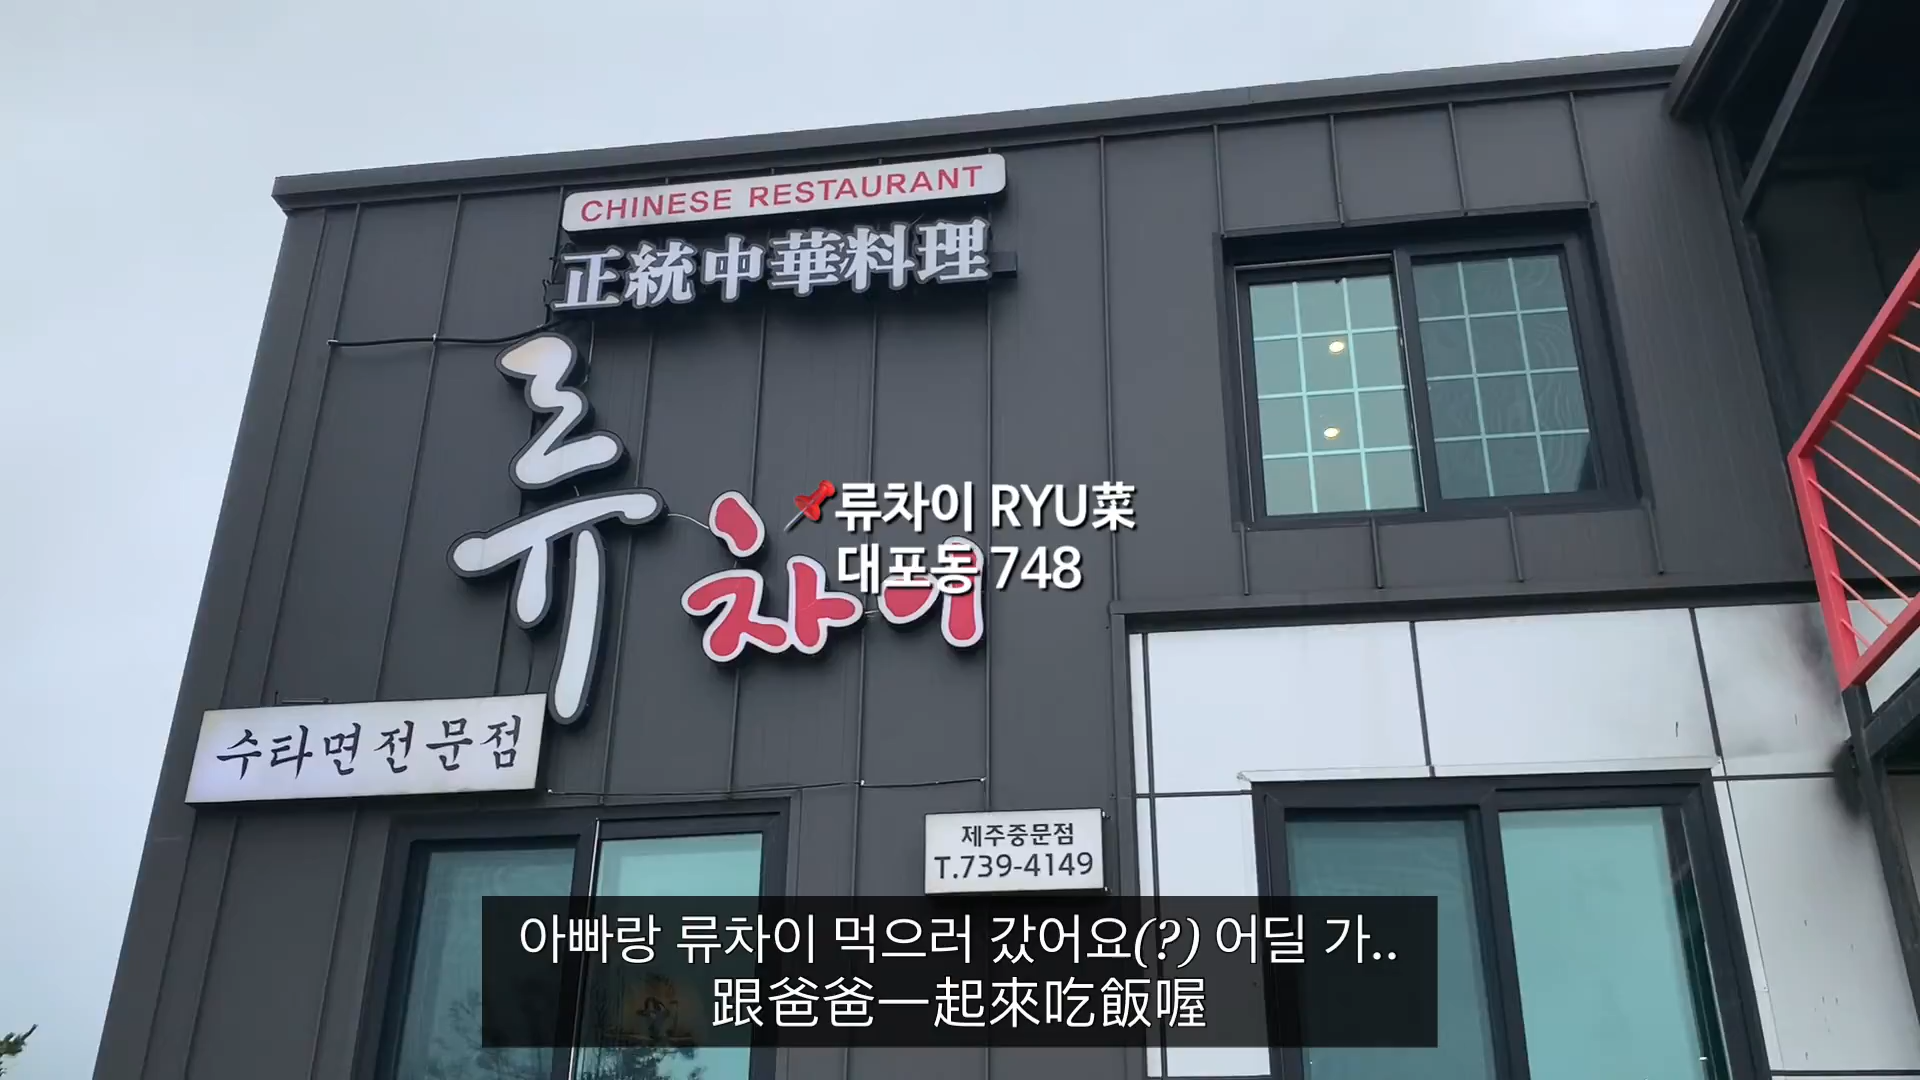 CHINESE RESTAURANT
正統中華料理
류차이
📌류차이 RYU菜
대포동 748
수타면전문점
제주중문점
T.739-4149
아빠랑 류차이 먹으러 갔어요(?) 어딜 가..
跟爸爸一起來吃飯喔